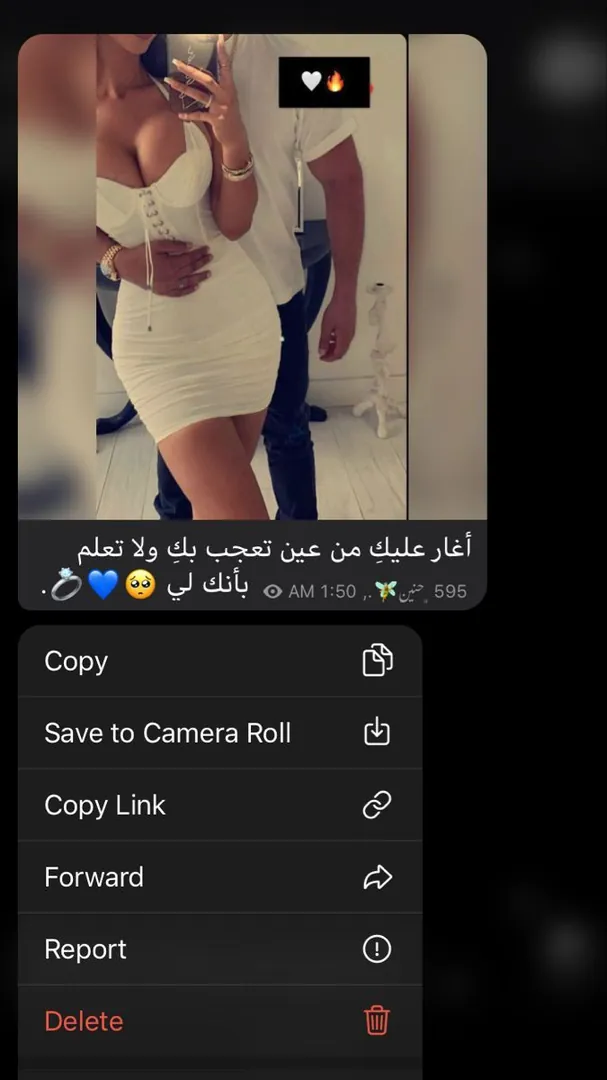 🤍🔥
أغار عليكِ من عين تعجب بكِ ولا تعلم
بأنك لي 🥺💙💍.
595 حنين🧚.,, 1:50 AM
Copy
Save to Camera Roll
Copy Link
Forward
Report
Delete